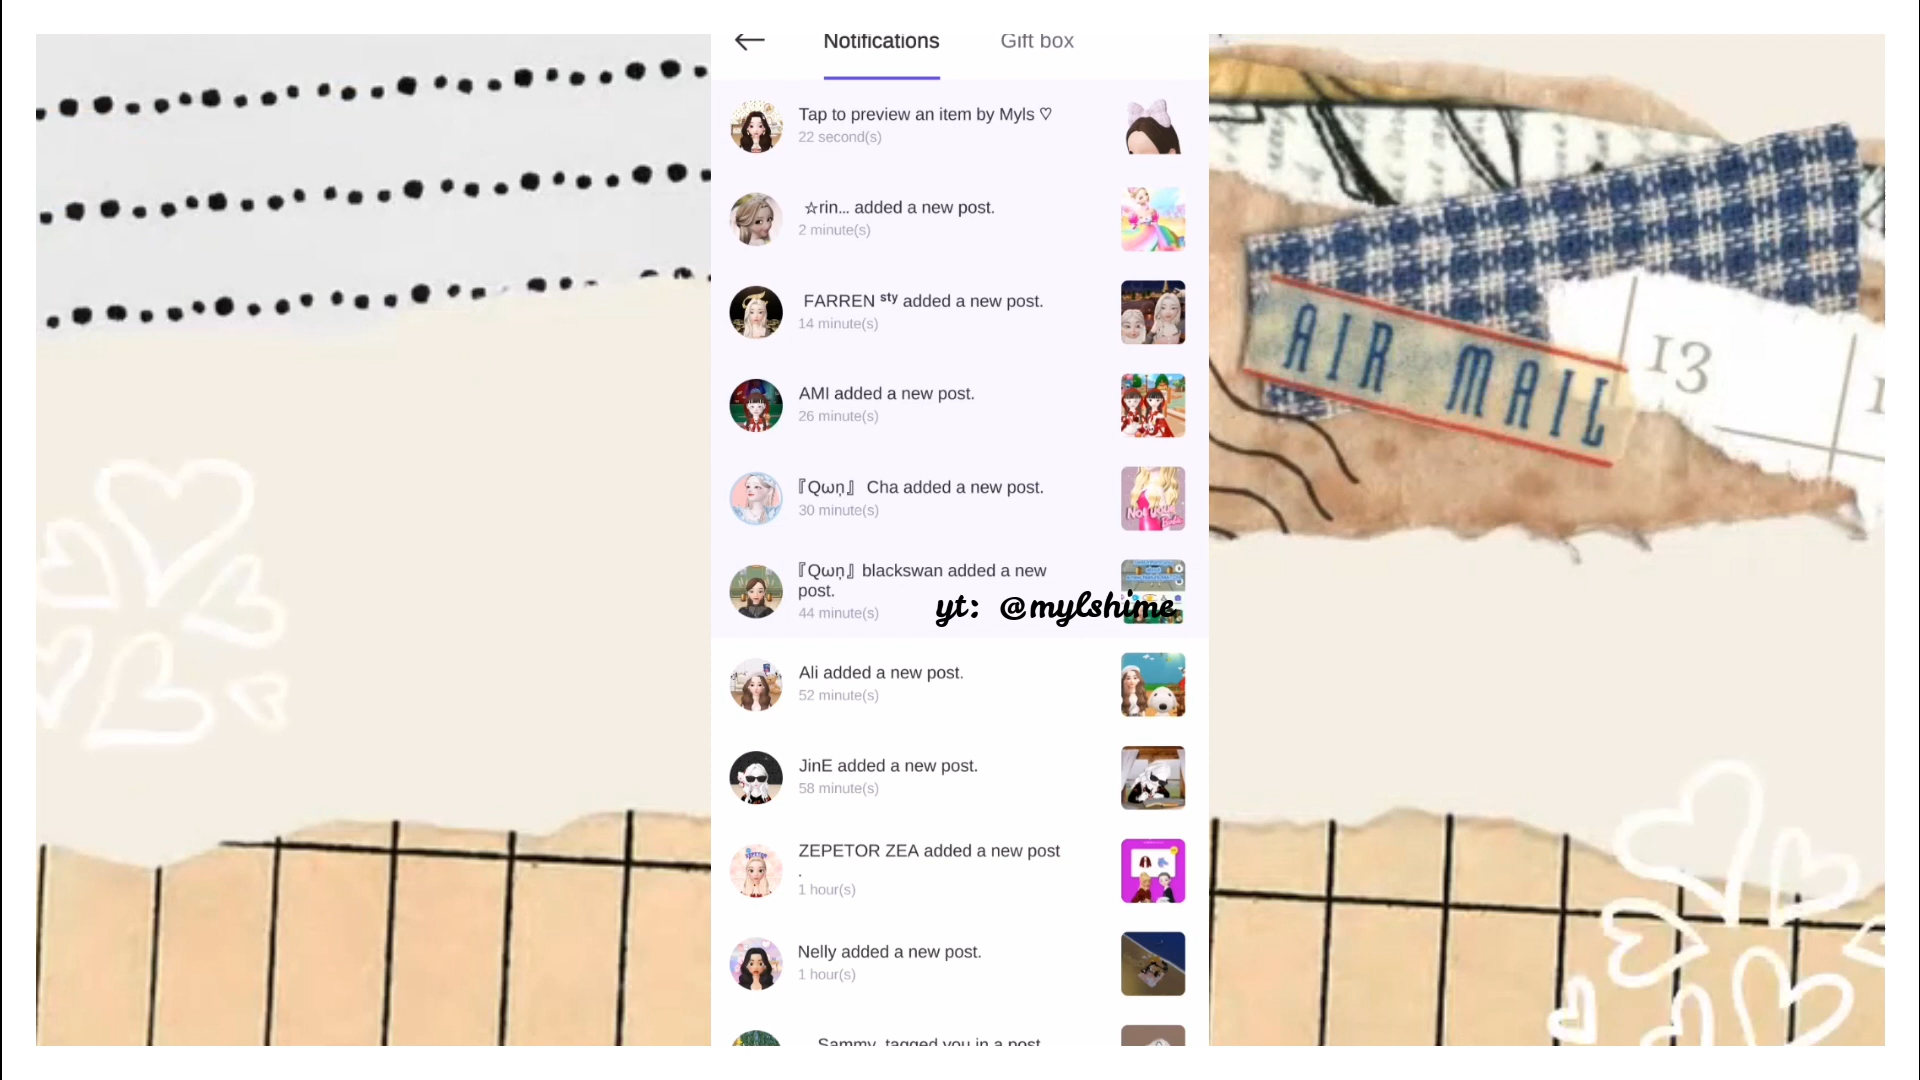 Notifications
Gift box
Tap to preview an item by Myls ♡
22 second(s)
☆rin... added a new post.
2 minute(s)
FARREN ˢᵗʸ added a new post.
14 minute(s)
AMI added a new post.
26 minute(s)
『Qωņ』 Cha added a new post.
30 minute(s)
『Qωņ』blackswan added a new
post.
44 minute(s)
yt: @mylshime
Ali added a new post.
52 minute(s)
JinE added a new post.
58 minute(s)
ZEPETOR ZEA added a new post
.
1 hour(s)
Nelly added a new post.
1 hour(s)
Sammy tagged you in a post
AIR MAIL
13